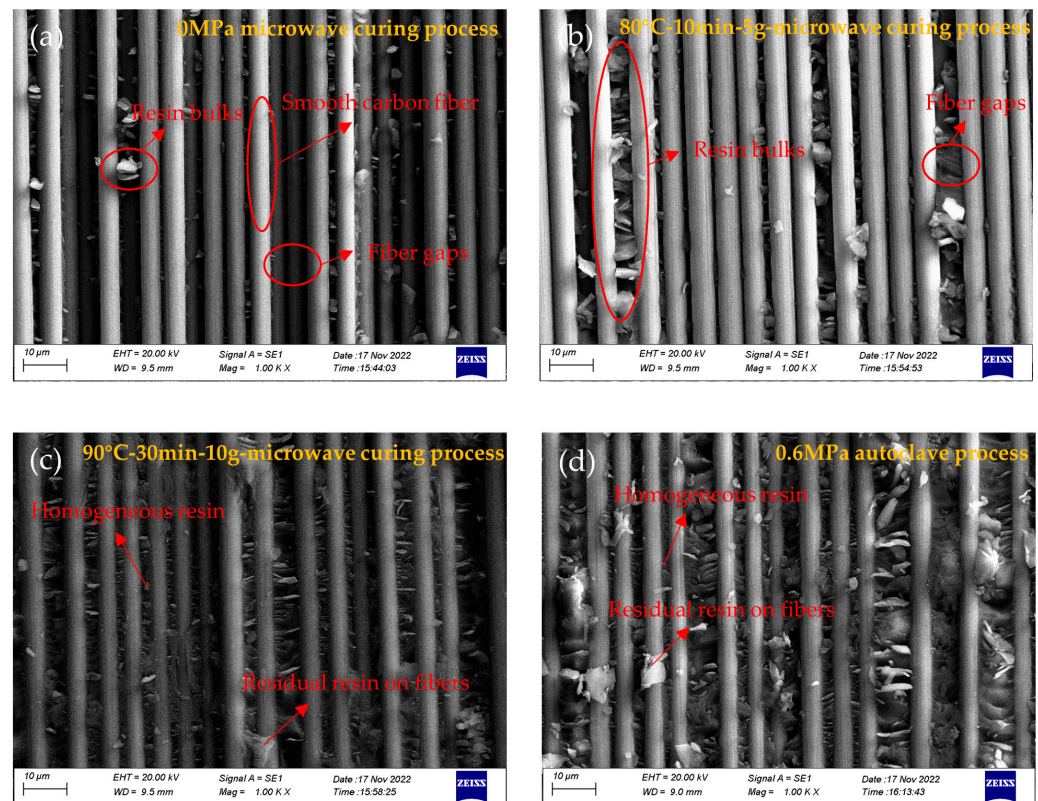 (a) 0MPa microwave curing process
Resin bulks
Smooth carbon fiber
Fiber gaps
10 μm
EHT = 20.00 kV Signal A = SE1 Date :17 Nov 2022
WD = 9.5 mm Mag = 1.00 K X Time :15:44:03
ZEISS
(b) 80°C-10min-5g-microwave curing process
Fiber gaps
Resin bulks
10 μm
EHT = 20.00 kV Signal A = SE1 Date :17 Nov 2022
WD = 9.5 mm Mag = 1.00 K X Time :15:54:53
ZEISS
(c) 90°C-30min-10g-microwave curing process
Homogeneous resin
Residual resin on fibers
10 μm
EHT = 20.00 kV Signal A = SE1 Date :17 Nov 2022
WD = 9.5 mm Mag = 1.00 K X Time :15:58:25
ZEISS
(d) 0.6MPa autoclave process
Homogeneous resin
Residual resin on fibers
10 μm
EHT = 20.00 kV Signal A = SE1 Date :17 Nov 2022
WD = 9.0 mm Mag = 1.00 K X Time :16:13:43
ZEISS